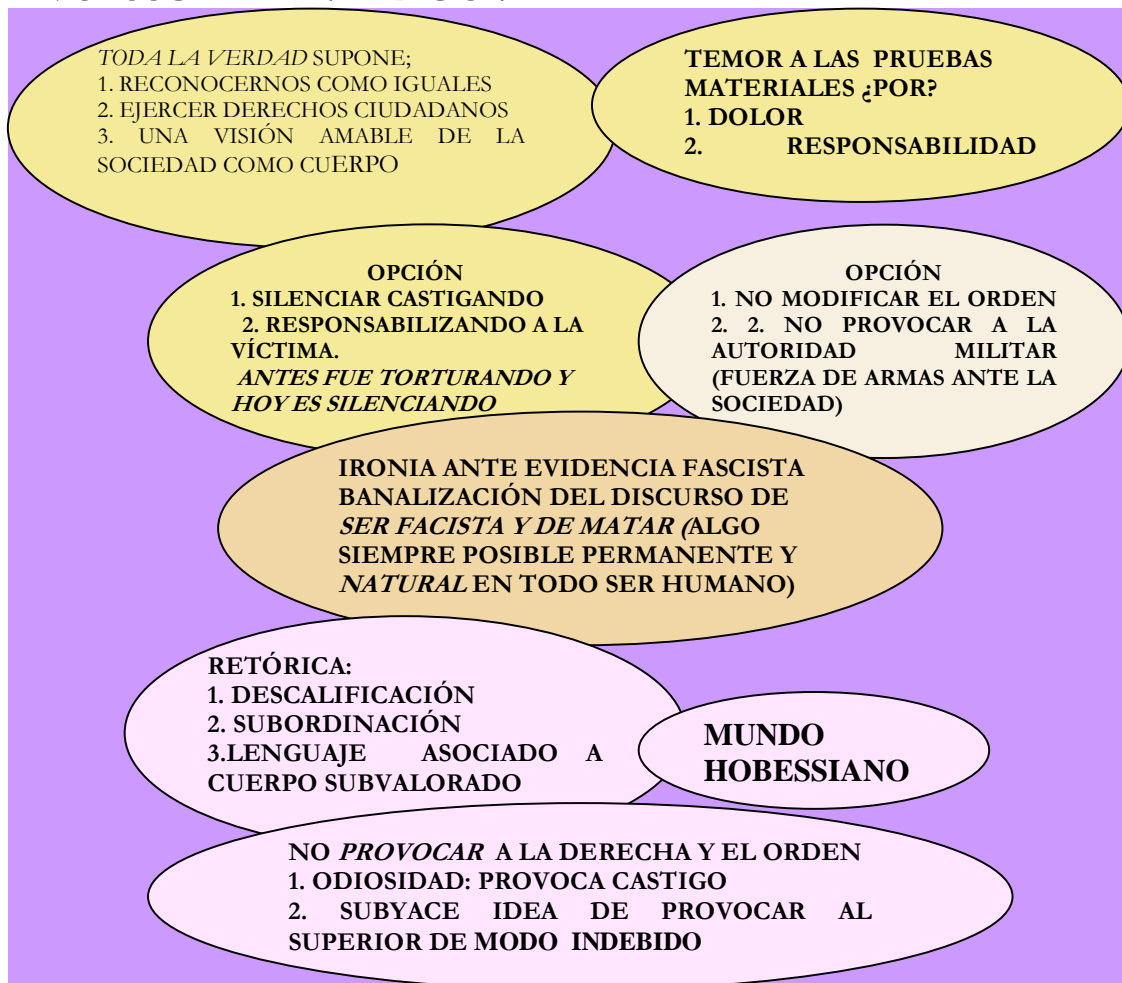 TODA LA VERDAD SUPONE;
1. RECONOCERNOS COMO IGUALES
2. EJERCER DERECHOS CIUDADANOS
3. UNA VISIÓN AMABLE DE LA
SOCIEDAD COMO CUERPO
TEMOR A LAS PRUEBAS
MATERIALES ¿POR?
1. DOLOR
2. RESPONSABILIDAD
OPCIÓN
1. SILENCIAR CASTIGANDO
2. RESPONSABILIZANDO A LA
VÍCTIMA.
ANTES FUE TORTURANDO Y
HOY ES SILENCIANDO
OPCIÓN
1. NO MODIFICAR EL ORDEN
2. 2. NO PROVOCAR A LA
AUTORIDAD MILITAR
(FUERZA DE ARMAS ANTE LA
SOCIEDAD)
IRONIA ANTE EVIDENCIA FASCISTA
BANALIZACIÓN DEL DISCURSO DE
SER FACISTA Y DE MATAR (ALGO
SIEMPRE POSIBLE PERMANENTE Y
NATURAL EN TODO SER HUMANO)
RETÓRICA:
1. DESCALIFICACIÓN
2. SUBORDINACIÓN
3.LENGUAJE ASOCIADO A
CUERPO SUBVALORADO
MUNDO
HOBESSIANO
NO PROVOCAR A LA DERECHA Y EL ORDEN
1. ODIOSIDAD: PROVOCA CASTIGO
2. SUBYACE IDEA DE PROVOCAR AL
SUPERIOR DE MODO INDEBIDO